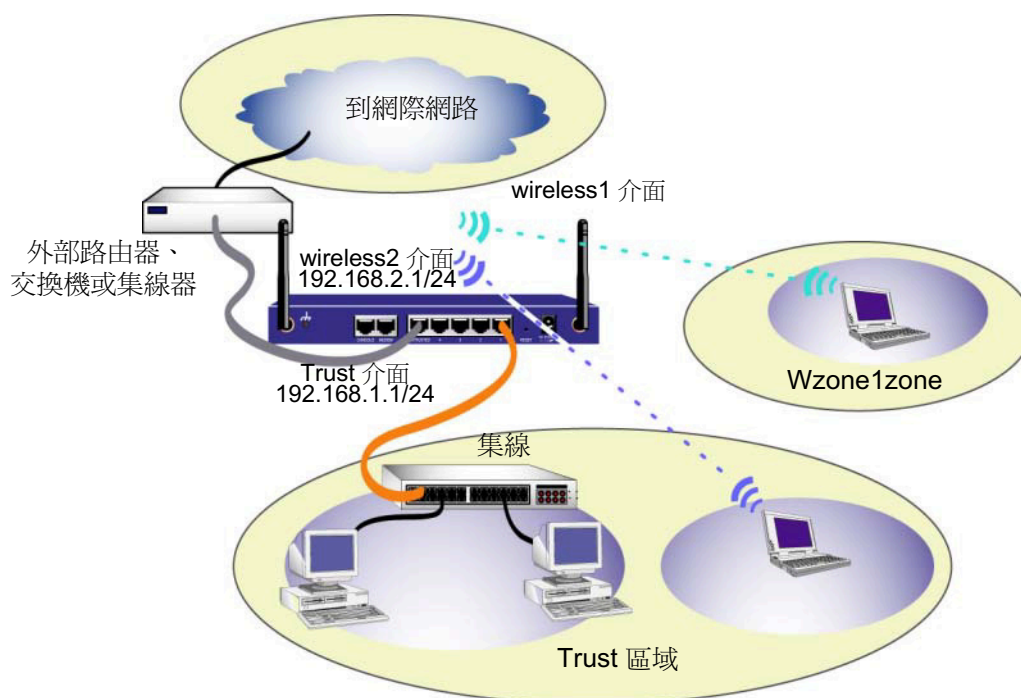 到網際網路
wireless1 介面
外部路由器、
交換機或集線器
wireless2 介面
192.168.2.1/24
Trust 介面
192.168.1.1/24
Wzone1zone
集線
Trust 區域